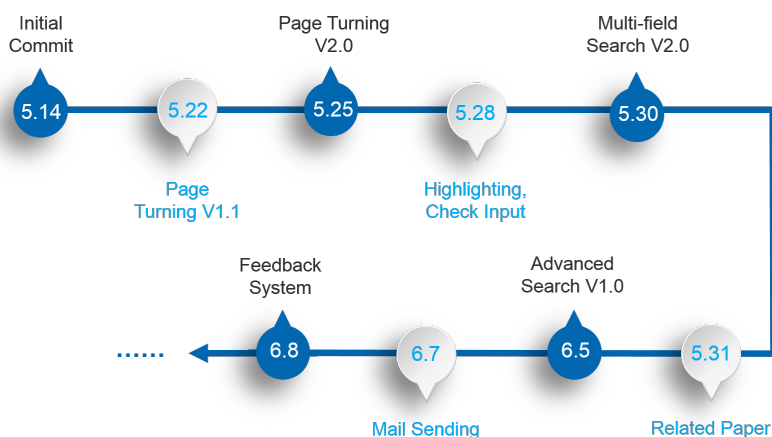 Initial
Commit
Page Turning
V2.0
Multi-field
Search V2.0
5.14
5.22
5.25
5.28
5.30
Page
Turning V1.1
Highlighting,
Check Input
Feedback
System
Advanced
Search V1.0
......
6.8
6.7
6.5
5.31
Mail Sending
Related Paper